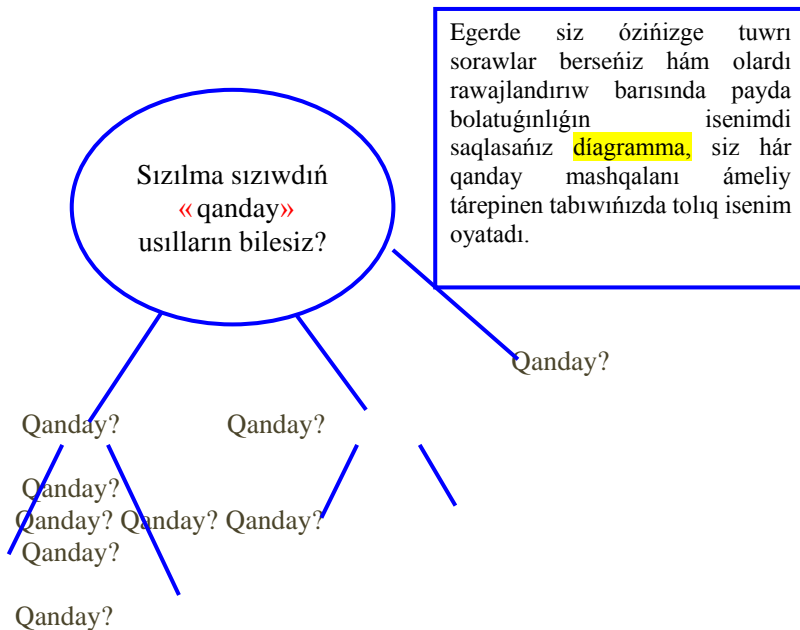 Egerde siz ózińizge tuwrı
sorawlar berseńiz hám olardı
rawajlandırıw barısında payda
bolatuǵınlıǵın isenimdi
saqlasańız díagramma, siz hár
qanday mashqalanı ámeliy
tárepinen tabıwıńızda tolıq isenim
oyatadı.
Sızılma sızıwdıń
« qanday»
usılların bilesiz?
Qanday?
Qanday? Qanday?
Qanday?
Qanday? Qanday? Qanday?
Qanday?
Qanday?